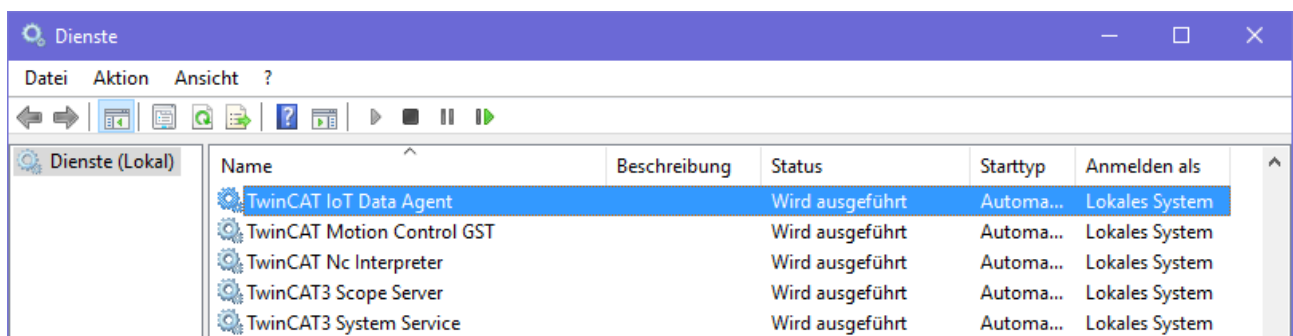 Dienste
Datei Aktion Ansicht ?
Dienste (Lokal)
Name Beschreibung Status Starttyp Anmelden als
TwinCAT IoT Data Agent Wird ausgeführt Automa... Lokales System
TwinCAT Motion Control GST Wird ausgeführt Automa... Lokales System
TwinCAT Nc Interpreter Wird ausgeführt Automa... Lokales System
TwinCAT3 Scope Server Wird ausgeführt Automa... Lokales System
TwinCAT3 System Service Wird ausgeführt Automa... Lokales System